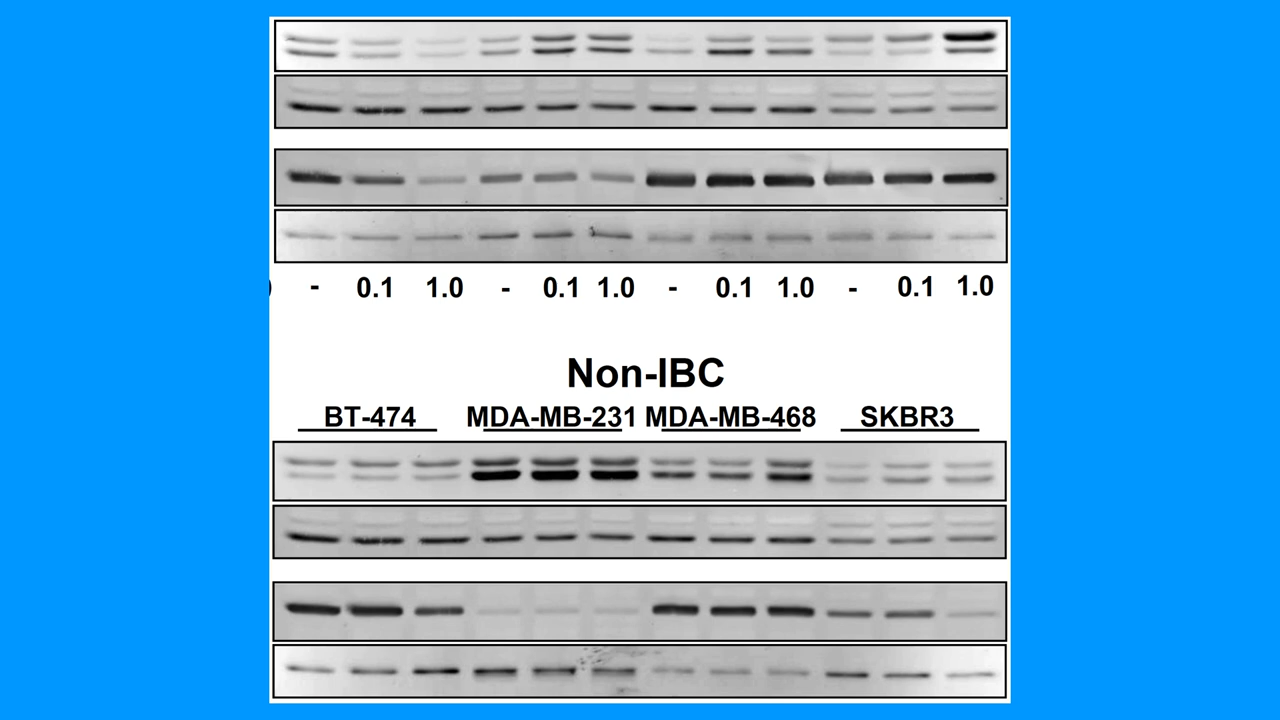 - 0.1 1.0 - 0.1 1.0 - 0.1 1.0 - 0.1 1.0
Non-IBC
BT-474 MDA-MB-231 MDA-MB-468 SKBR3